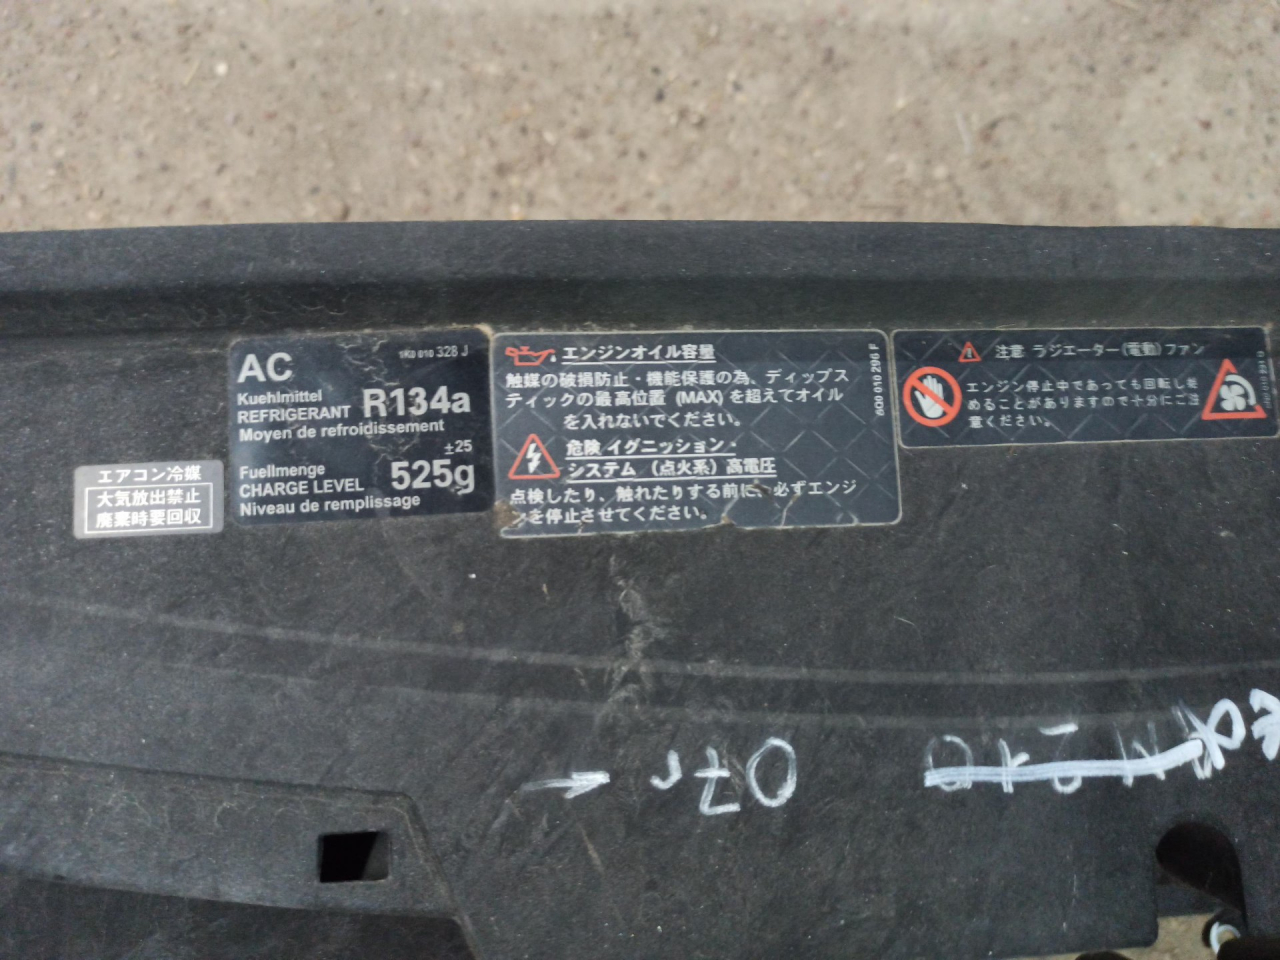 エアコン冷媒
大気放出禁止
廃棄時要回収
AC
1K0 010 328 J
Kuehlmittel
REFRIGERANT R134a
Moyen de refroidissement
±25
Fuellmenge
CHARGE LEVEL 525g
Niveau de remplissage
エンジンオイル容量
触媒の破損防止・機能保護の為、ディップス
ティックの最高位置 (MAX) を超えてオイル
を入れないでください。
危険 イグニッション・
システム (点火系) 高電圧
点検したり、触れたりする前に、必ずエンジ
ンを停止させてください。
6Q0 010 296 F
注意 ラジエーター(電動)ファン
エンジン停止中であっても回転し始
めることがありますので十分にご注
意ください。
07г